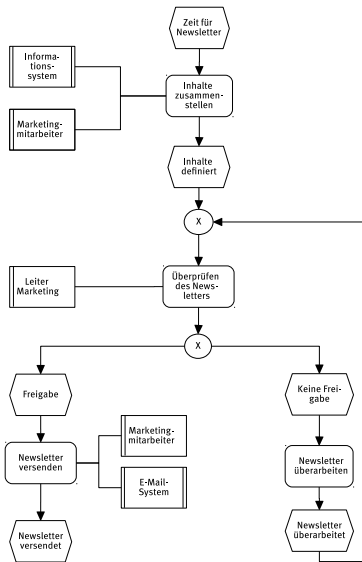 Zeit für
Newsletter
Informa-
tions-
system
Inhalte
zusammen-
stellen
Marketing-
mitarbeiter
Inhalte
definiert
X
Leiter
Marketing
Überprüfen
des News-
letters
X
Freigabe
Keine Frei-
gabe
Marketing-
mitarbeiter
Newsletter
versenden
Newsletter
überarbeiten
E-Mail-
System
Newsletter
versendet
Newsletter
überarbeitet